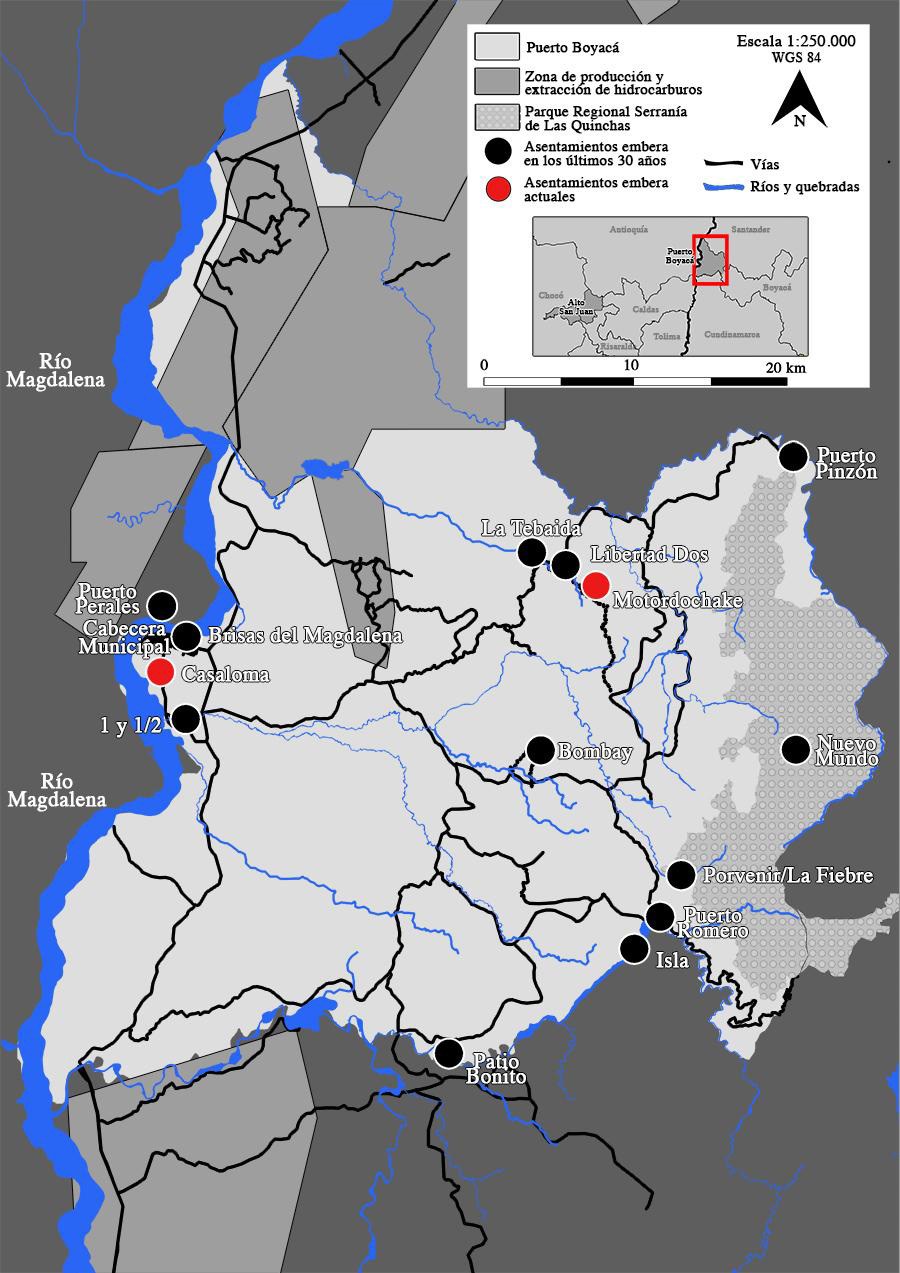 Puerto Boyacá
Zona de producción y
extracción de hidrocarburos
Parque Regional Serranía
de Las Quinchas
Asentamientos embera
en los últimos 30 años
Asentamientos embera
actuales
Escala 1:250.000
WGS 84
N
Vías
Ríos y quebradas
Antioquía
Santander
Puerto
Boyacá
Boyacá
Chocó
Alto
San Juan
Caldas
Risaralda
Tolima
Cundinamarca
0 10 20 km
Río
Magdalena
Puerto
Pinzón
La Tebaida
Libertad Dos
Motordochake
Puerto
Perales
Cabecera
Municipal
Brisas del Magdalena
Casaloma
1 y 1/2
Bombay
Nuevo
Mundo
Río
Magdalena
Porvenir/La Fiebre
Puerto
Romero
Isla
Patio
Bonito